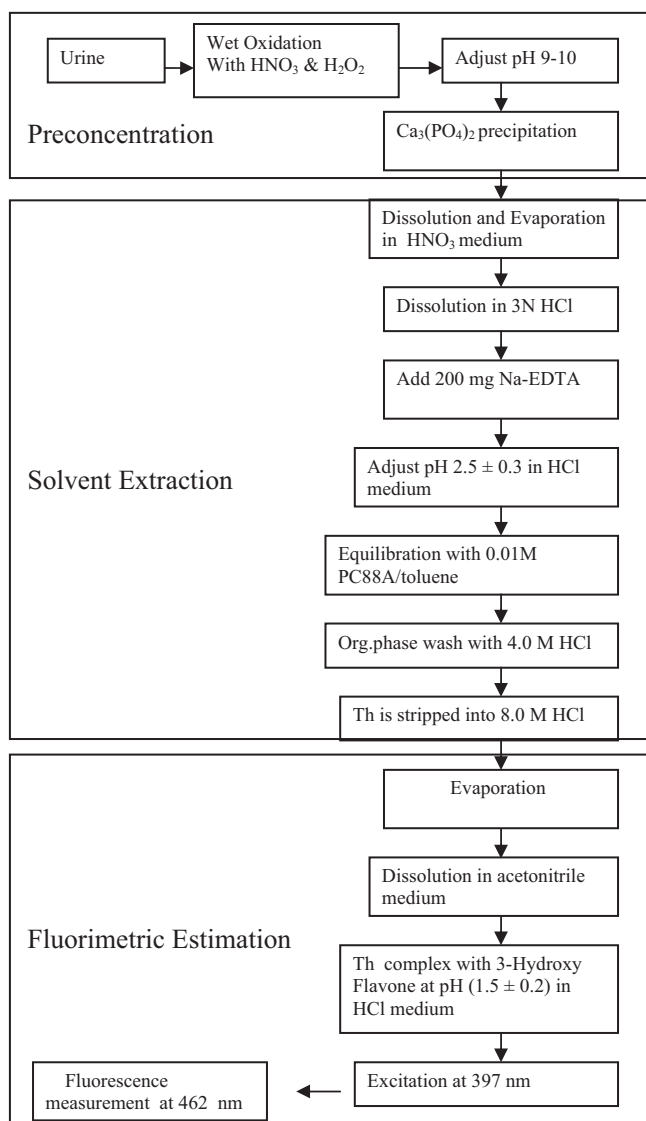 Urine
Wet Oxidation
With HNO₃ & H₂O₂
Adjust pH 9-10
Preconcentration
Ca₃(PO₄)₂ precipitation
Dissolution and Evaporation
in HNO₃ medium
Dissolution in 3N HCl
Add 200 mg Na-EDTA
Solvent Extraction
Adjust pH 2.5 ± 0.3 in HCl
medium
Equilibration with 0.01M
PC88A/toluene
Org.phase wash with 4.0 M HCl
Th is stripped into 8.0 M HCl
Evaporation
Dissolution in acetonitrile
medium
Fluorimetric Estimation
Th complex with 3-Hydroxy
Flavone at pH (1.5 ± 0.2) in
HCl medium
Excitation at 397 nm
Fluorescence
measurement at 462 nm